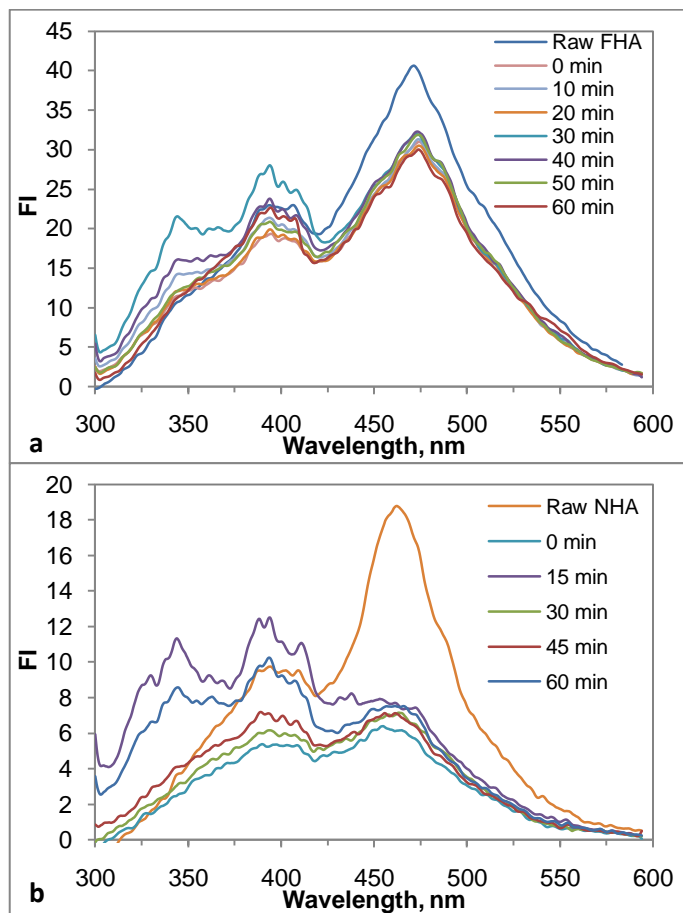 45
40
35
30
25
20
15
10
5
0
FI
Raw FHA
0 min
10 min
20 min
30 min
40 min
50 min
60 min
300 350 400 450 500 550 600
Wavelength, nm
a
20
18
16
14
12
10
8
6
4
2
0
FI
Raw NHA
0 min
15 min
30 min
45 min
60 min
300 350 400 450 500 550 600
Wavelength, nm
b